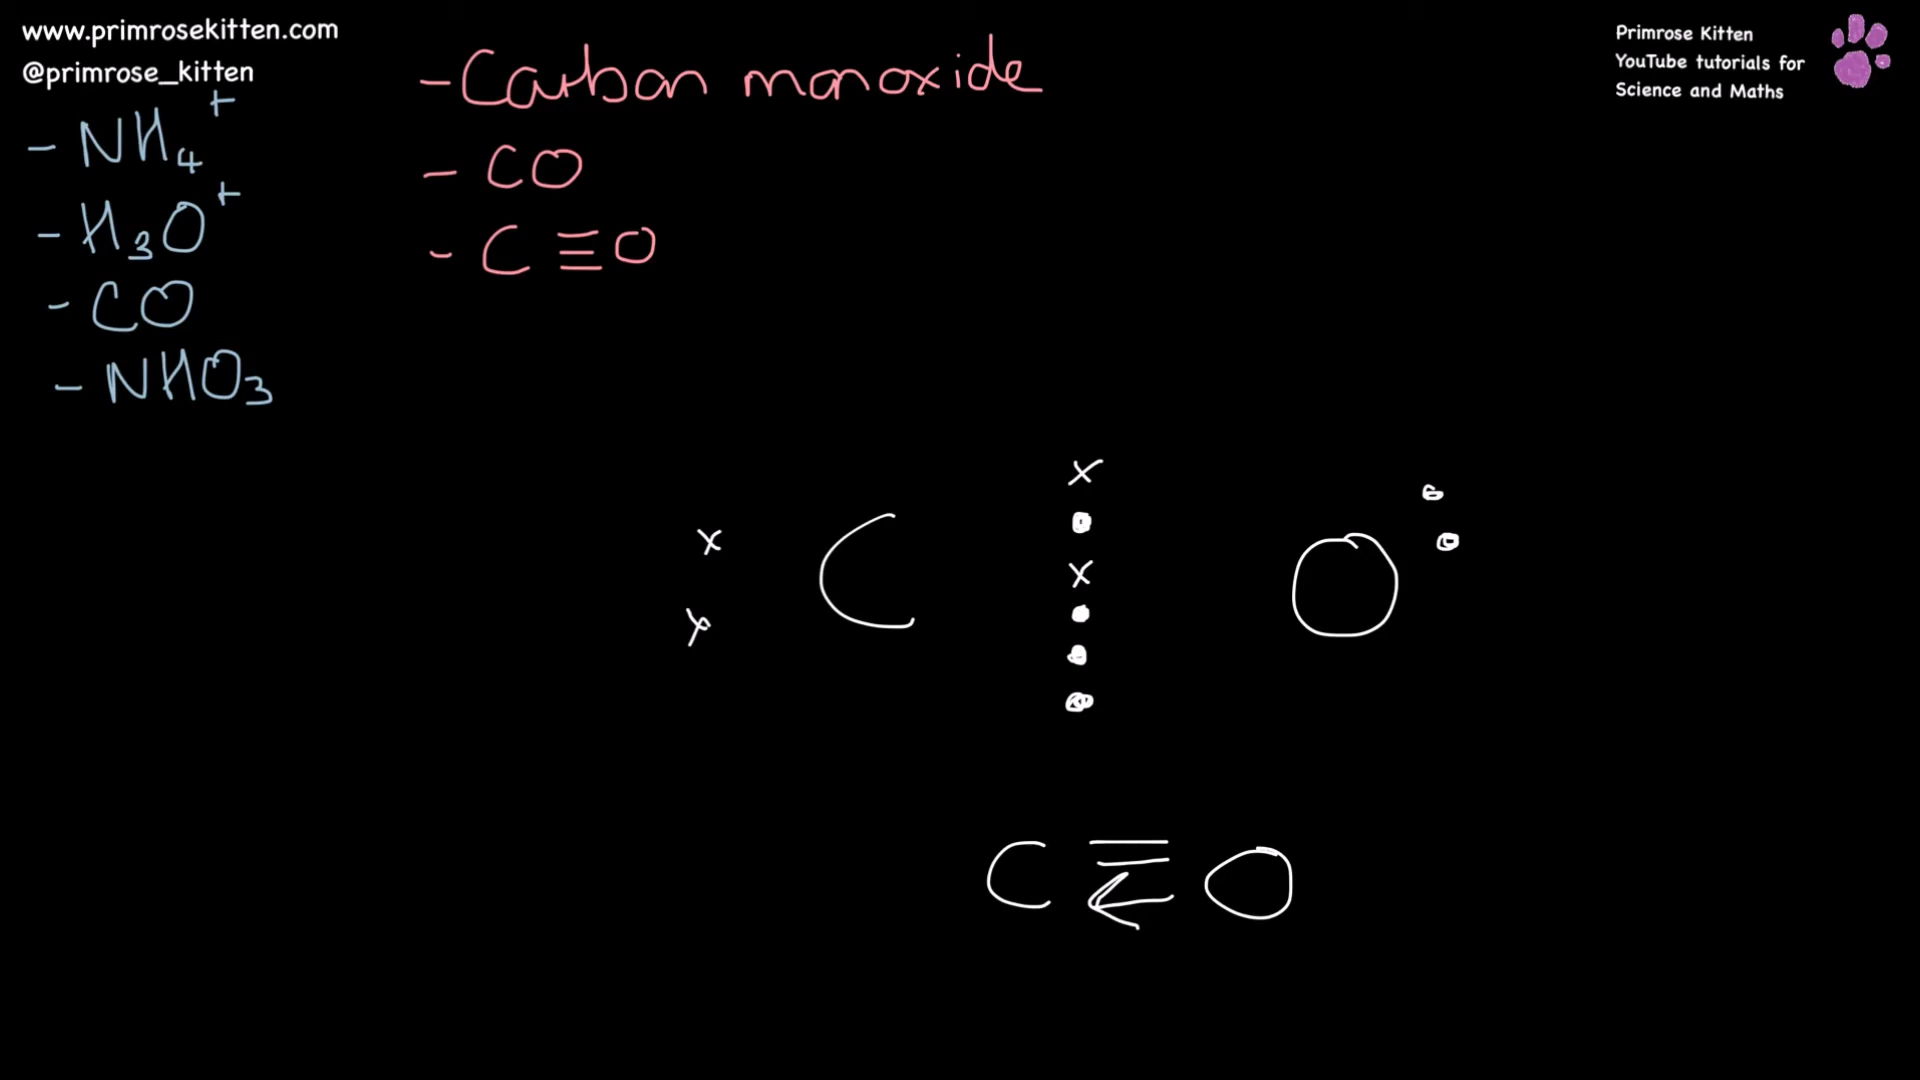 www.primrosekitten.com
@primrose_kitten
- NH₄⁺
- H₃O⁺
- CO
- NHO₃
- Carbon monoxide
- CO
- C≡O
Primrose Kitten
YouTube tutorials for
Science and Maths
x
x C x x O
x
C O